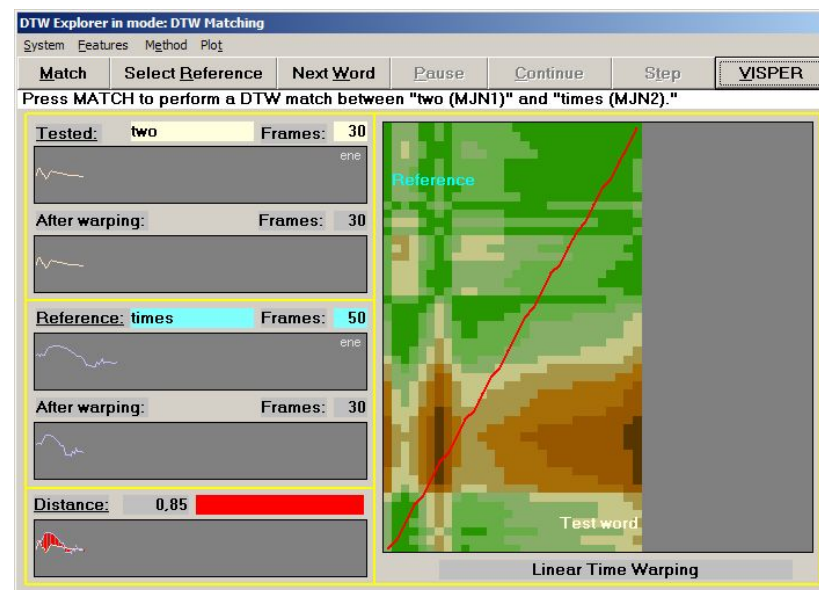 DTW Explorer in mode: DTW Matching
System Features Method Plot
Match Select Reference Next Word Pause Continue Step VISPER
Press MATCH to perform a DTW match between "two (MJN1)" and "times (MJN2)."
Tested: two Frames: 30
ene
After warping: Frames: 30
Reference: times Frames: 50
ene
After warping: Frames: 30
Distance: 0,85
Reference
Test word
Linear Time Warping